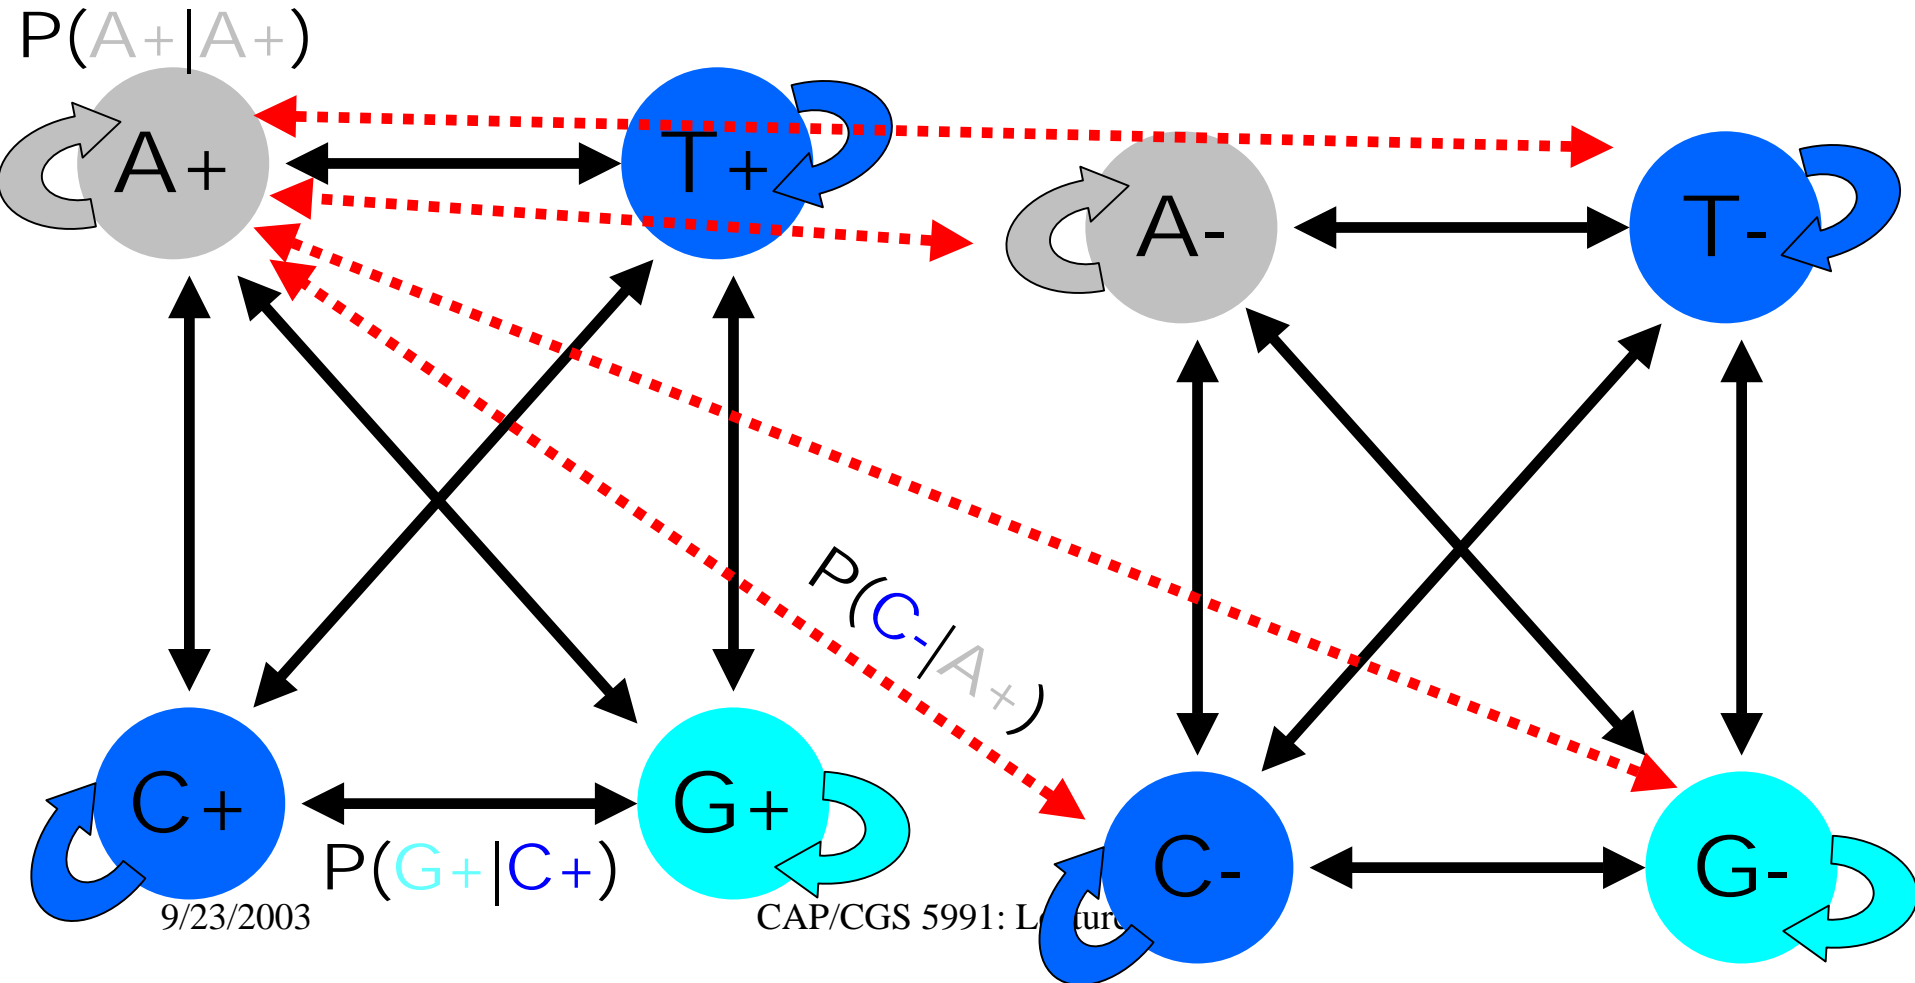 P(A+|A+)
A+
T+
A-
T-
P(C-|A+)
C+
G+
C-
G-
P(G+|C+)
9/23/2003
CAP/CGS 5991: